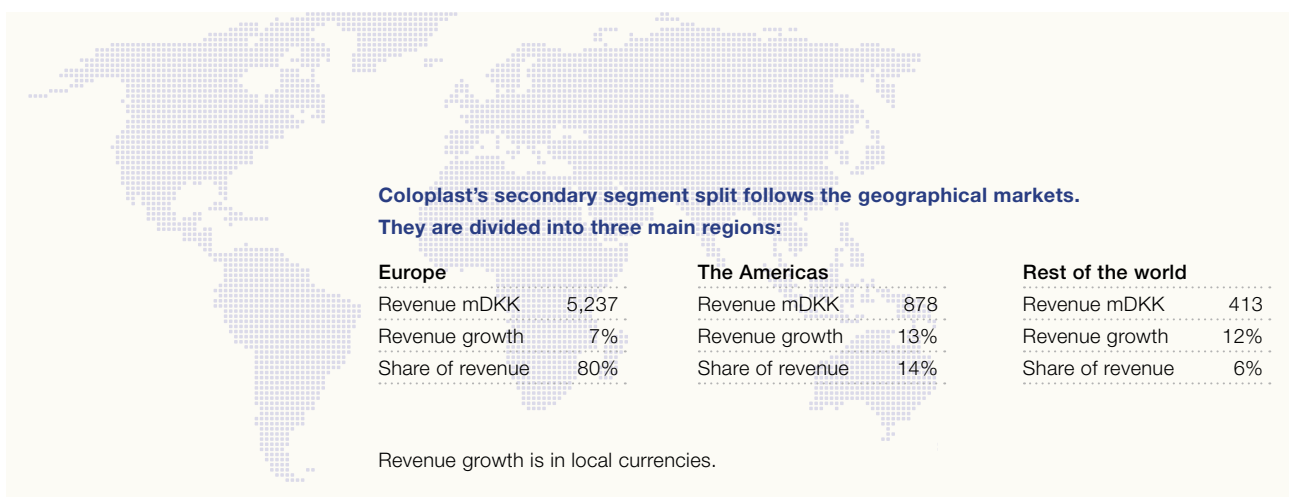 Coloplast's secondary segment split follows the geographical markets.
They are divided into three main regions:
Europe
Revenue mDKK 5,237
Revenue growth 7%
Share of revenue 80%
The Americas
Revenue mDKK 878
Revenue growth 13%
Share of revenue 14%
Rest of the world
Revenue mDKK 413
Revenue growth 12%
Share of revenue 6%
Revenue growth is in local currencies.